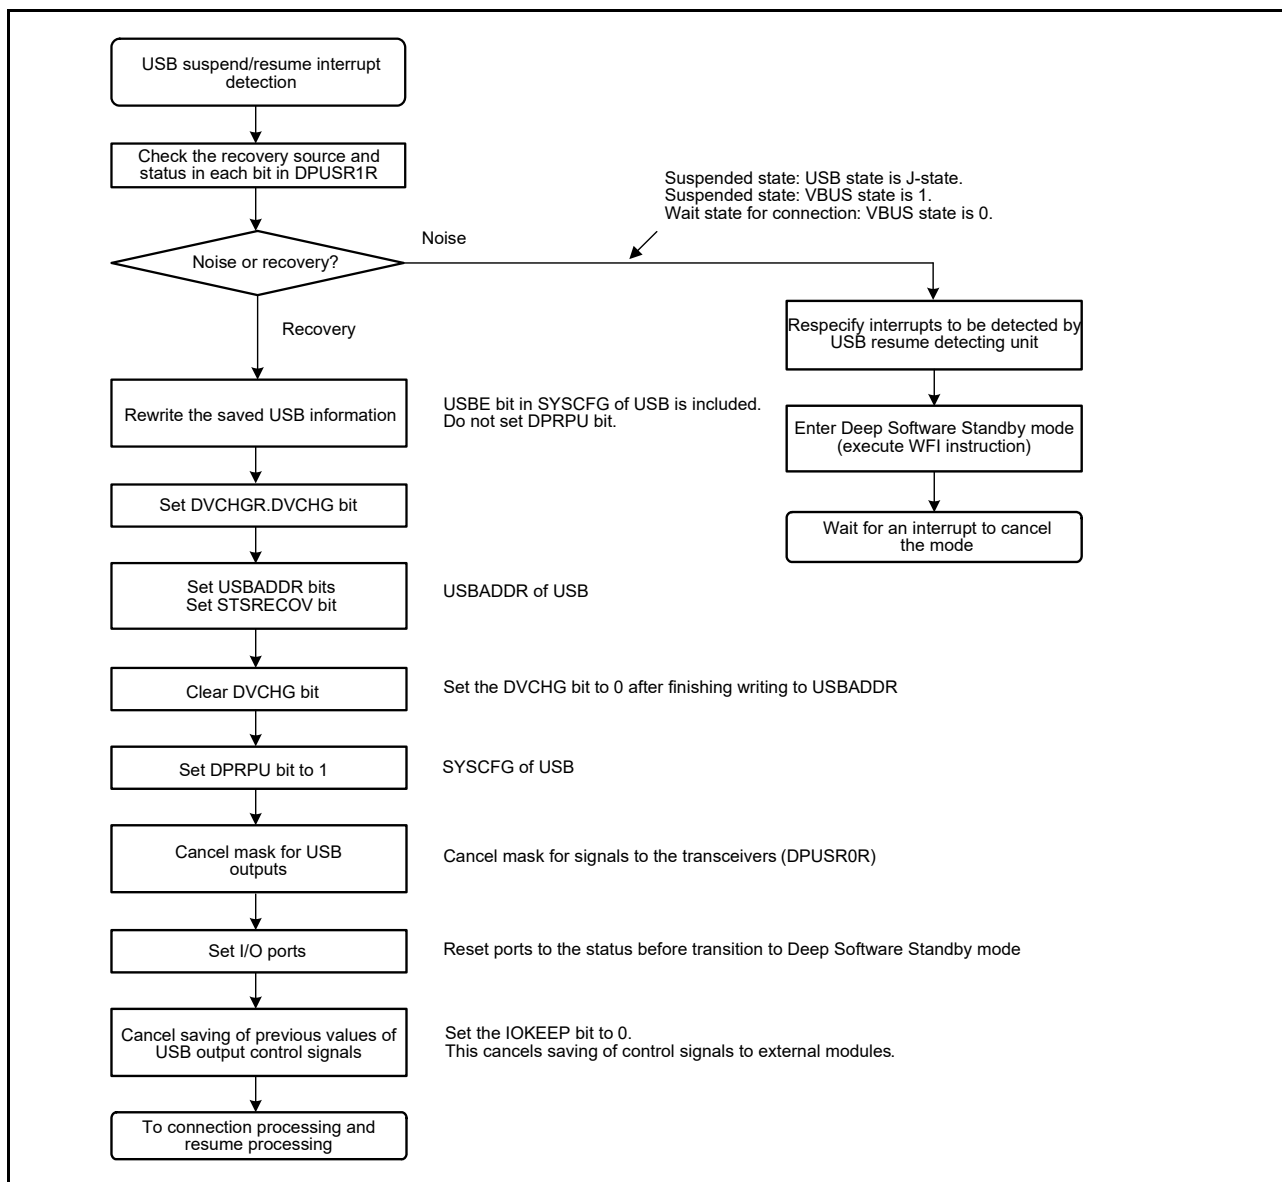 USB suspend/resume interrupt
detection
Check the recovery source and
status in each bit in DPUSR1R
Suspended state: USB state is J-state.
Suspended state: VBUS state is 1.
Wait state for connection: VBUS state is 0.
Noise
Noise or recovery?
Recovery
Respecify interrupts to be detected by
USB resume detecting unit
Enter Deep Software Standby mode
(execute WFI instruction)
Wait for an interrupt to cancel
the mode
Rewrite the saved USB information
USBE bit in SYSCFG of USB is included.
Do not set DPRPU bit.
Set DVCHGR.DVCHG bit
Set USBADDR bits
Set STSRECOV bit
USBADDR of USB
Clear DVCHG bit
Set the DVCHG bit to 0 after finishing writing to USBADDR
Set DPRPU bit to 1
SYSCFG of USB
Cancel mask for USB
outputs
Cancel mask for signals to the transceivers (DPUSR0R)
Set I/O ports
Reset ports to the status before transition to Deep Software Standby mode
Cancel saving of previous values of
USB output control signals
Set the IOKEEP bit to 0.
This cancels saving of control signals to external modules.
To connection processing and
resume processing